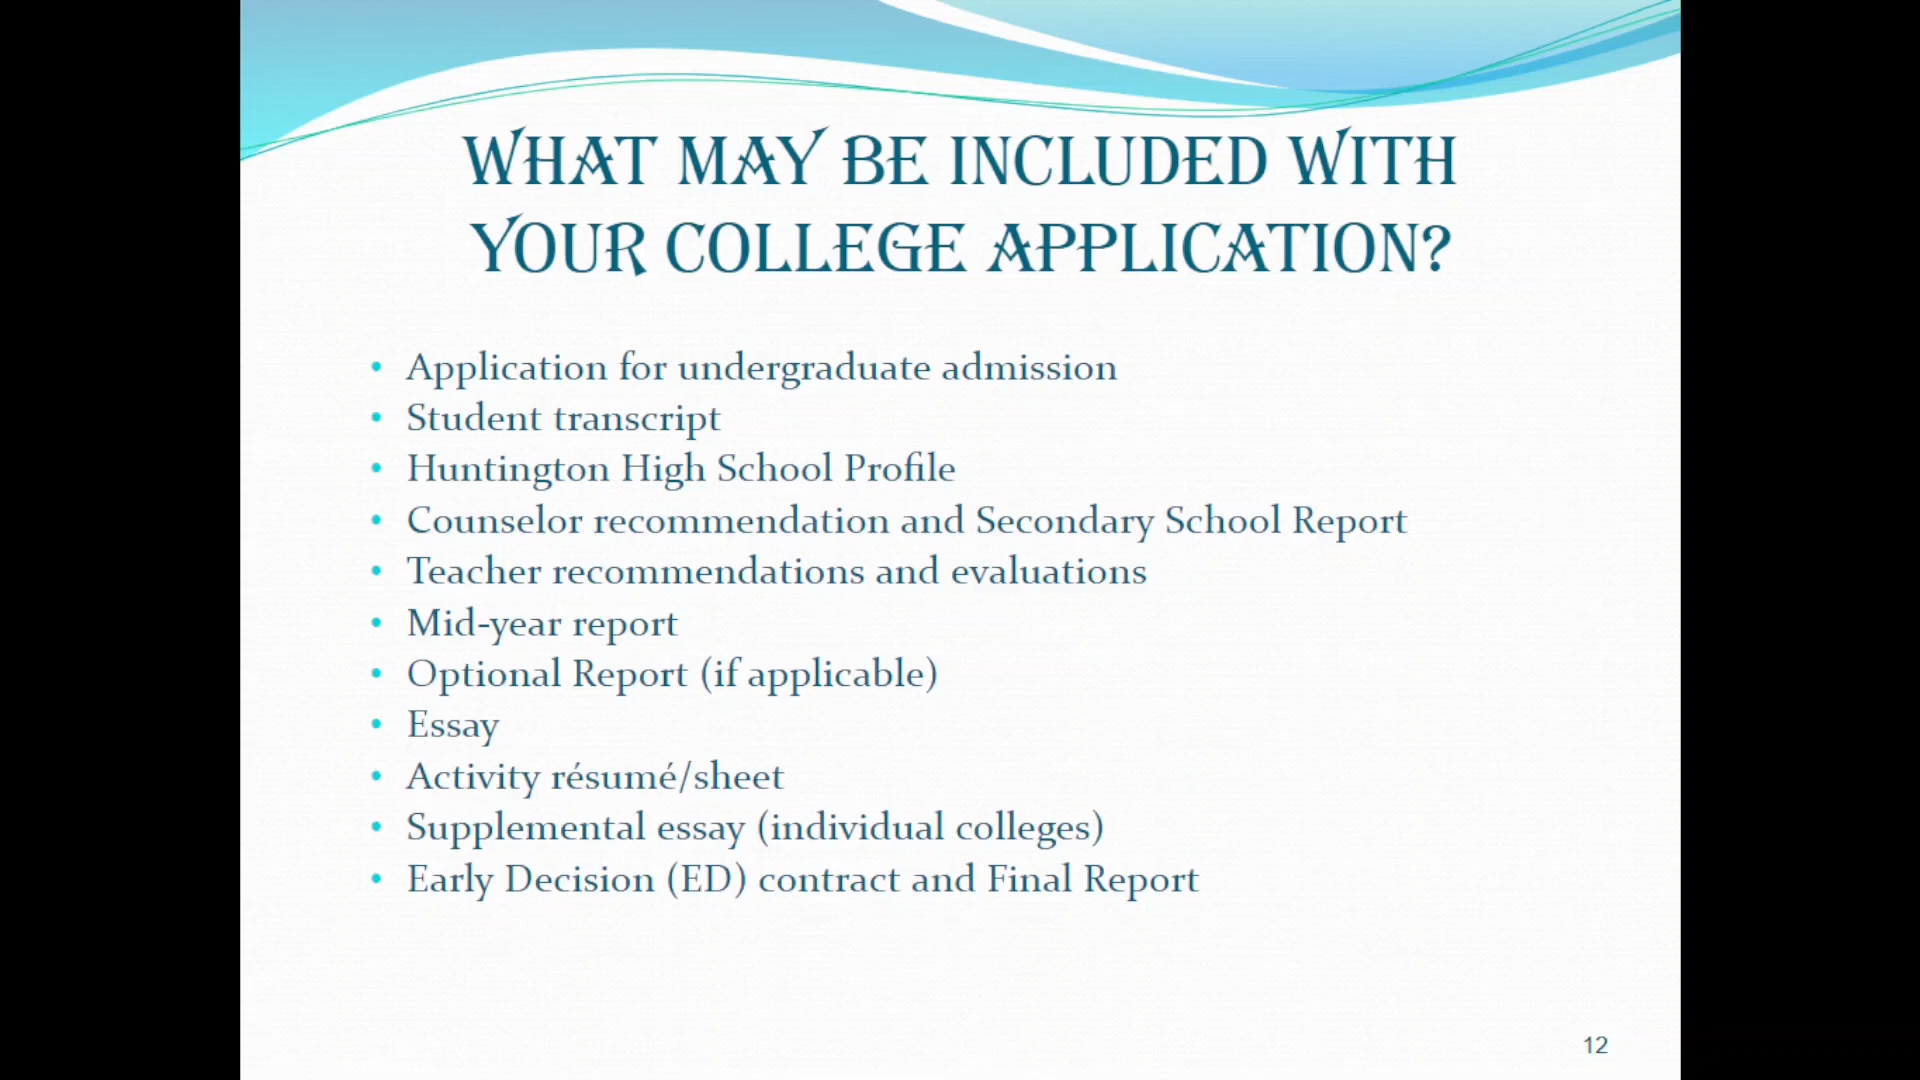 WHAT MAY BE INCLUDED WITH
YOUR COLLEGE APPLICATION?
• Application for undergraduate admission
• Student transcript
• Huntington High School Profile
• Counselor recommendation and Secondary School Report
• Teacher recommendations and evaluations
• Mid-year report
• Optional Report (if applicable)
• Essay
• Activity résumé/sheet
• Supplemental essay (individual colleges)
• Early Decision (ED) contract and Final Report
12